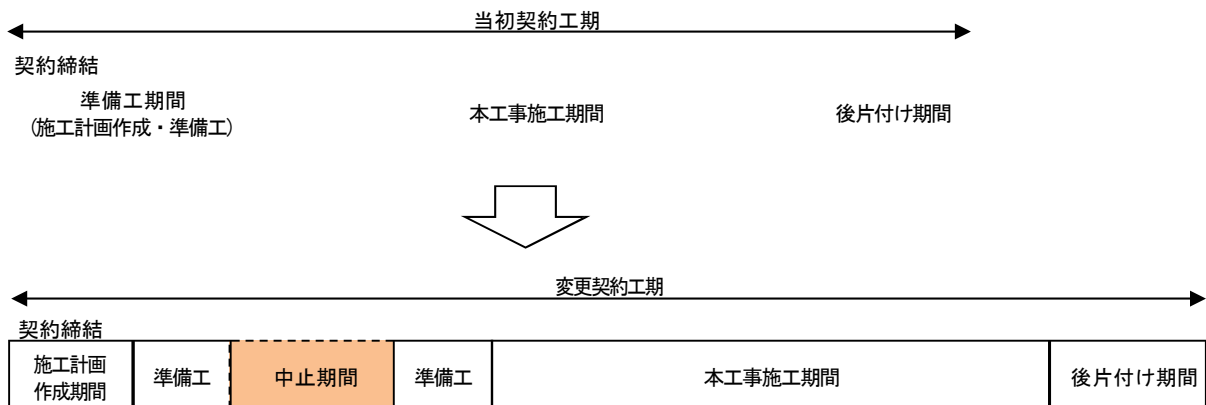 当初契約工期
契約締結
準備工期間
(施工計画作成・準備工)
本工事施工期間
後片付け期間
変更契約工期
契約締結
施工計画
作成期間
準備工
中止期間
準備工
本工事施工期間
後片付け期間